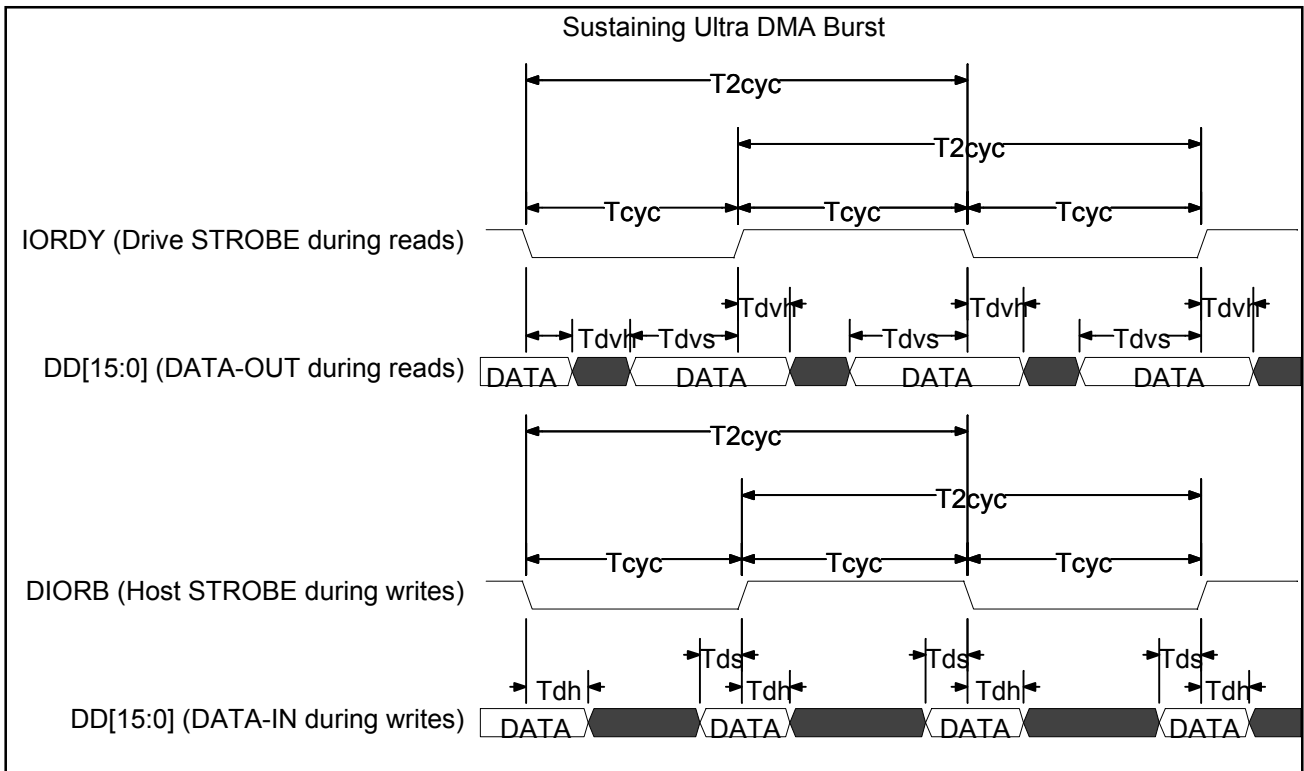 Sustaining Ultra DMA Burst
T2cyc
T2cyc
Tcyc Tcyc Tcyc
IORDY (Drive STROBE during reads)
Tdvh Tdvh Tdvh
Tdvh Tdvs Tdvs Tdvs
DD[15:0] (DATA-OUT during reads) DATA DATA DATA DATA
T2cyc
T2cyc
Tcyc Tcyc Tcyc
DIORB (Host STROBE during writes)
Tds Tds Tds
Tdh Tdh Tdh Tdh
DD[15:0] (DATA-IN during writes) DATA DATA DATA DATA